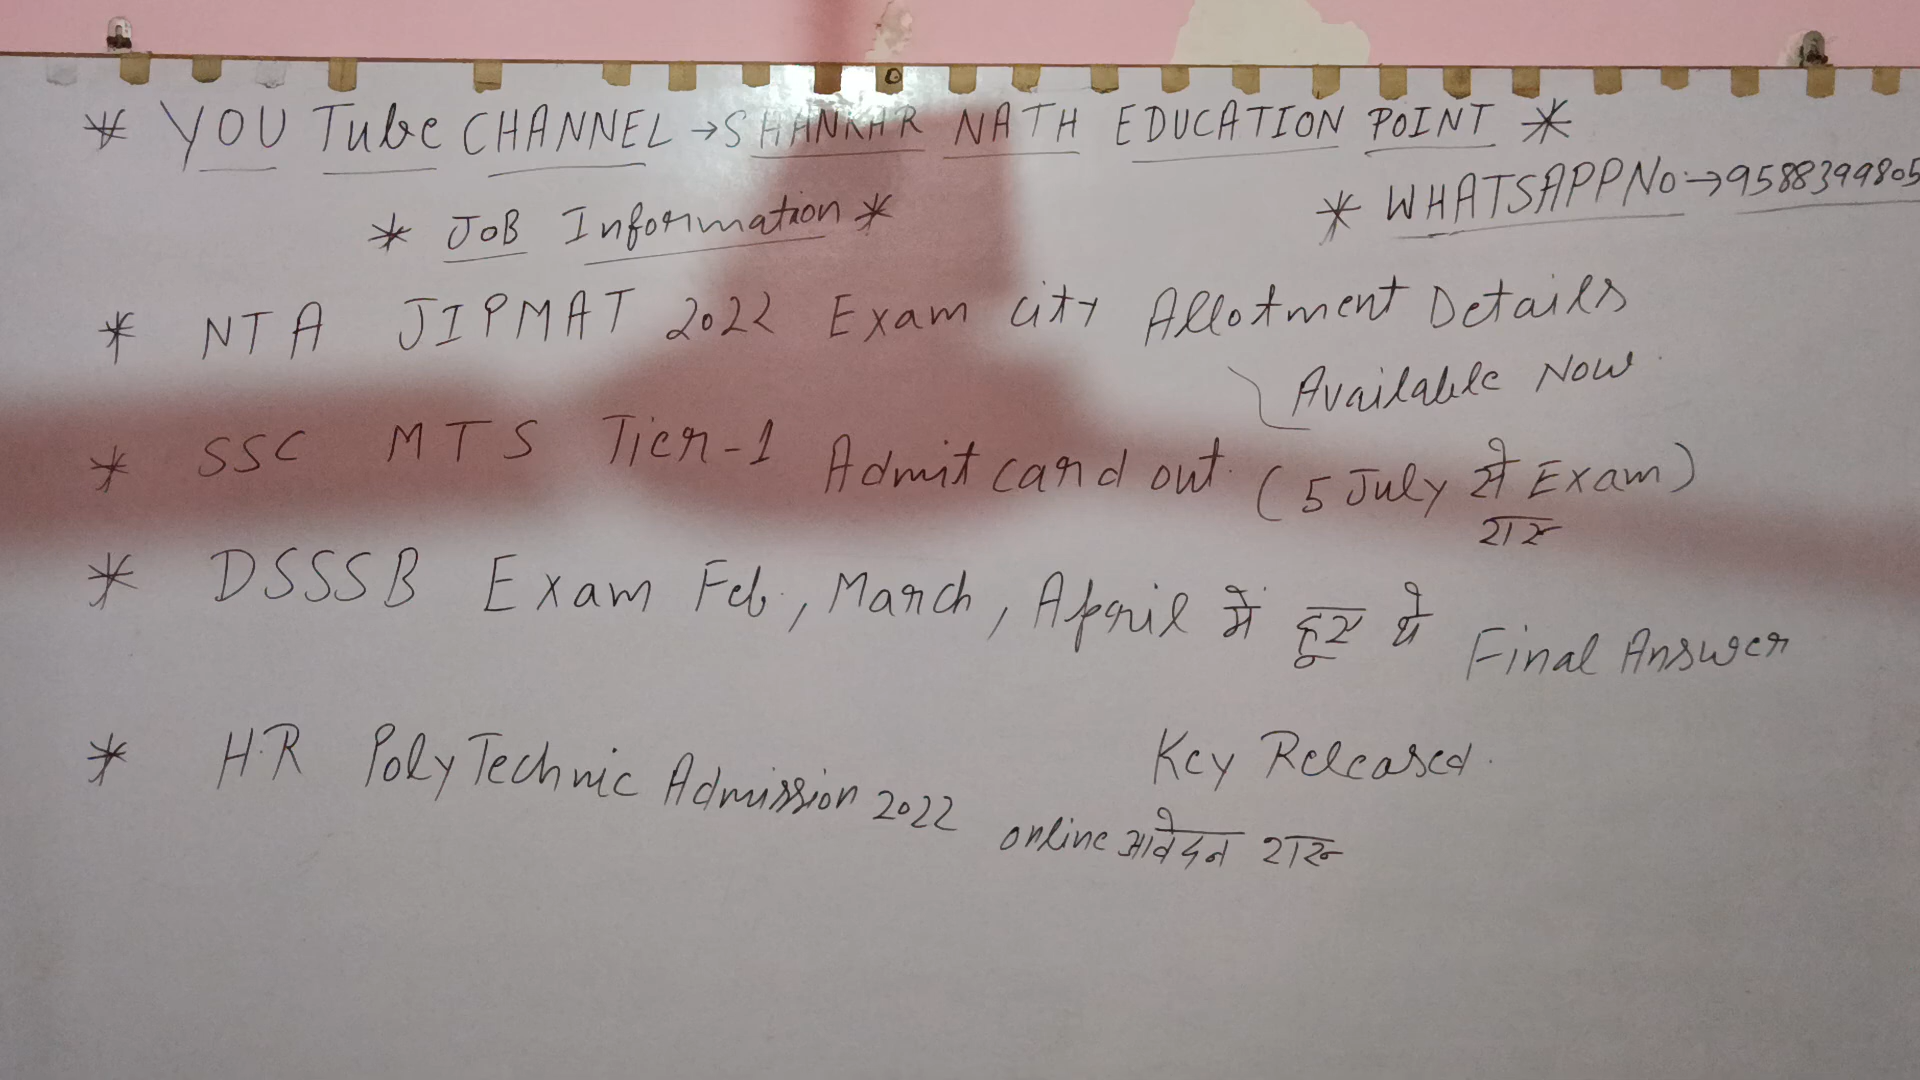 * YOU Tube CHANNEL → SHANKAR NATH EDUCATION POINT *
* WHATSAPP No. → 9588399805
* JOB Information *
* NTA JIPMAT 2022 Exam city Allotment Details
Available Now.
* SSC MTS Tier-1 Admit card out. (5 July से Exam)
शुरू
* DSSSB Exam Feb., March, April में हुए थे Final Answer
Key Released.
* H.R Poly Technic Admission 2022 online आवेदन शुरू